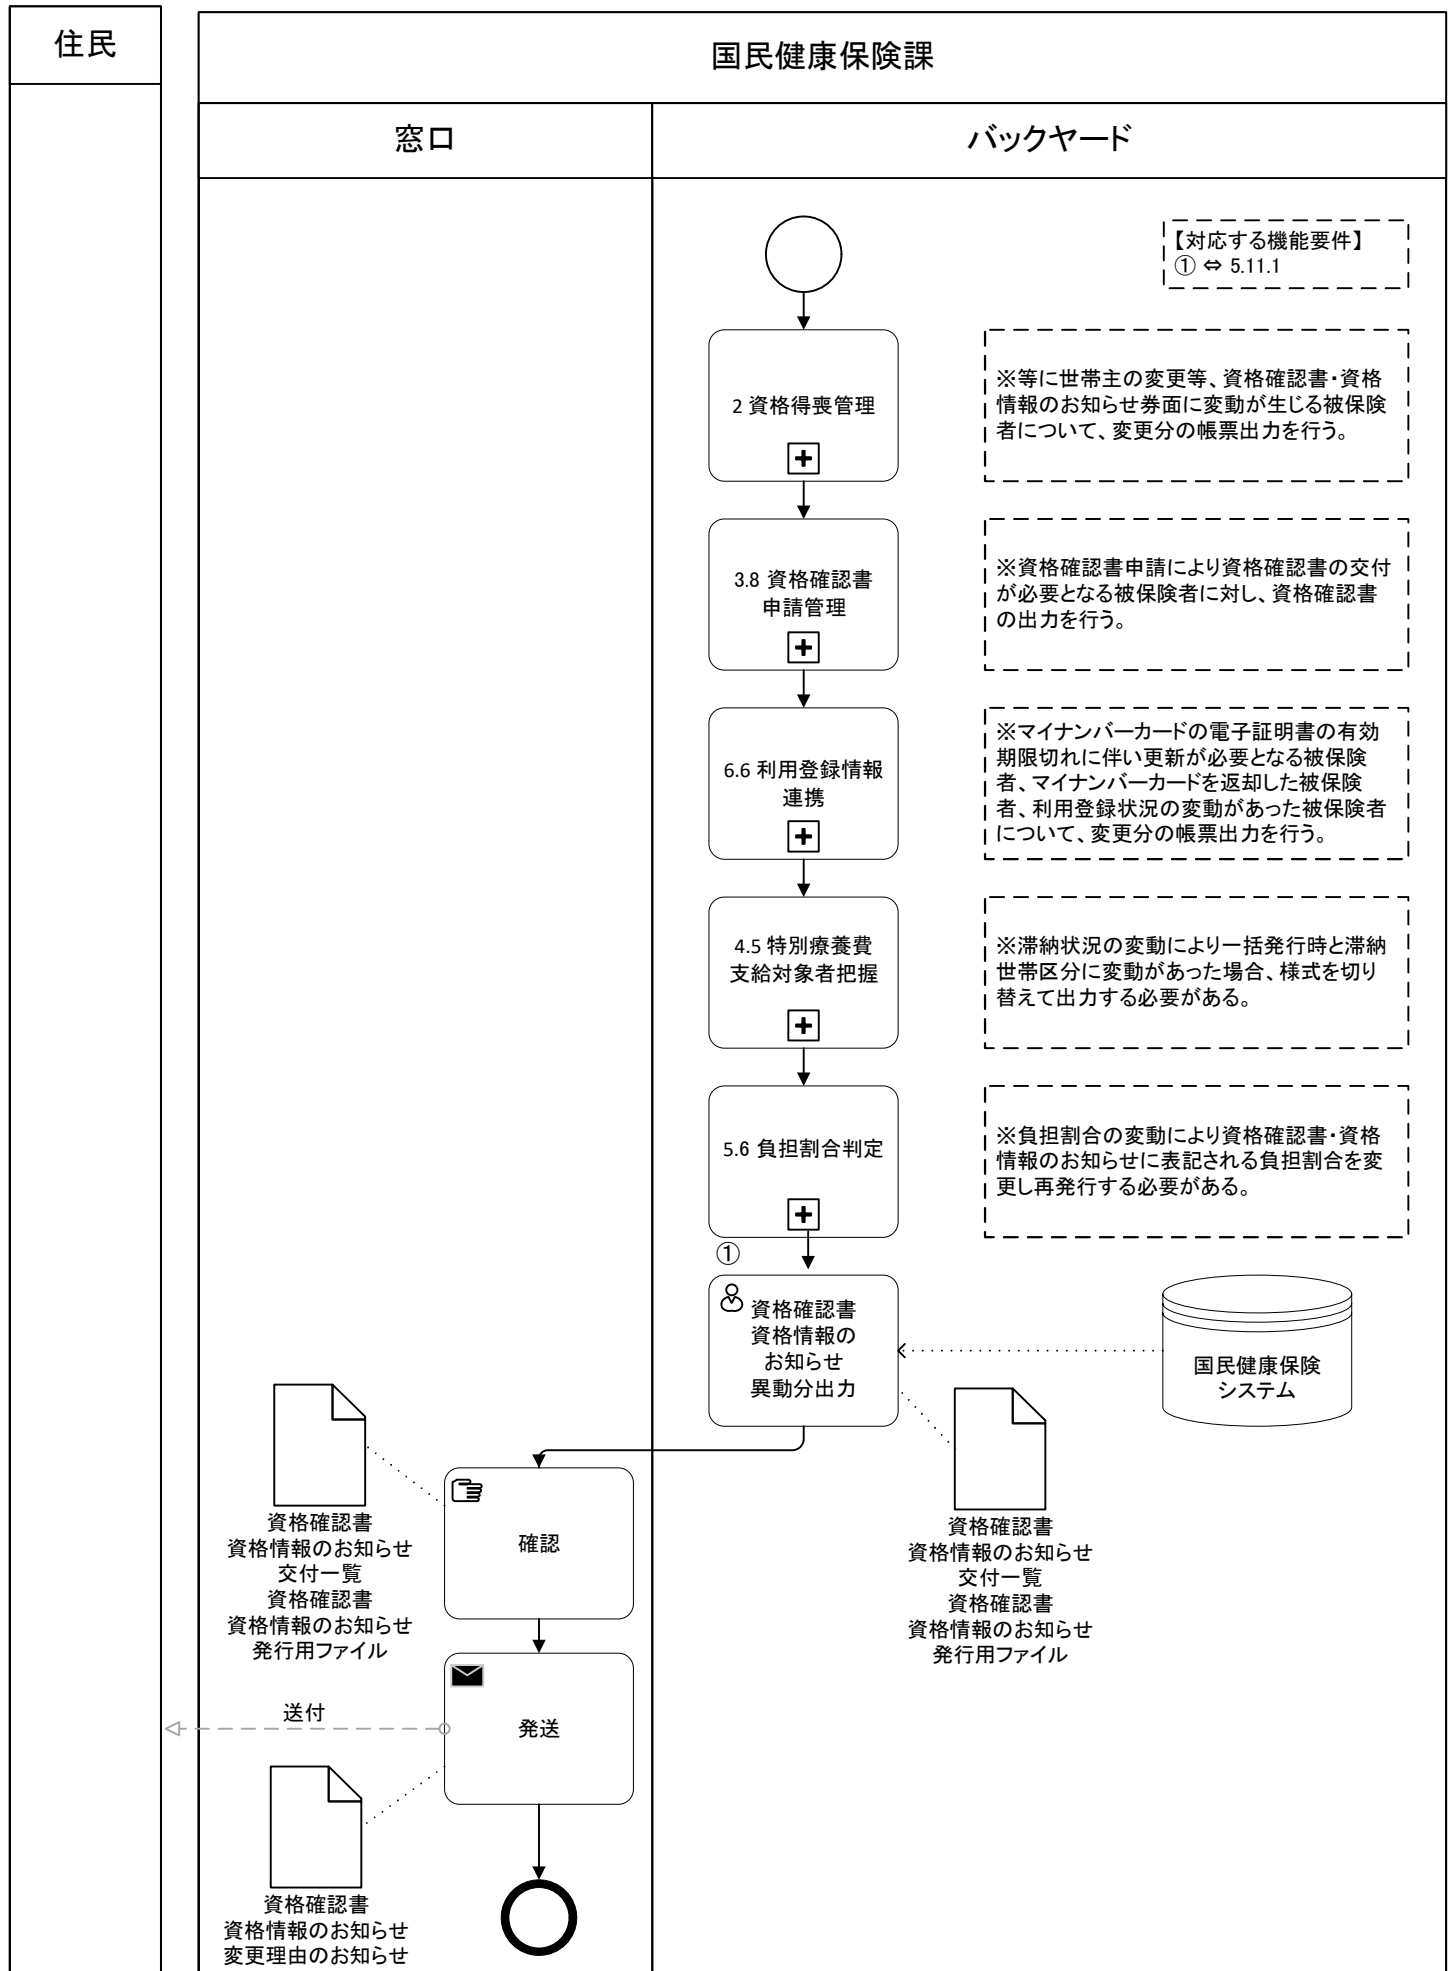 住民
国民健康保険課
窓口
バックヤード
【対応する機能要件】
① ⇔ 5.11.1
2 資格得喪管理
※等に世帯主の変更等、資格確認書・資格
情報のお知らせ券面に変動が生じる被保険
者について、変更分の帳票出力を行う。
3.8 資格確認書
申請管理
※資格確認書申請により資格確認書の交付
が必要となる被保険者に対し、資格確認書
の出力を行う。
6.6 利用登録情報
連携
※マイナンバーカードの電子証明書の有効
期限切れに伴い更新が必要となる被保険
者、マイナンバーカードを返却した被保険
者、利用登録状況の変動があった被保険者
について、変更分の帳票出力を行う。
4.5 特別療養費
支給対象者把握
※滞納状況の変動により一括発行時と滞納
世帯区分に変動があった場合、様式を切り
替えて出力する必要がある。
5.6 負担割合判定
※負担割合の変動により資格確認書・資格
情報のお知らせに表記される負担割合を変
更し再発行する必要がある。
①
資格確認書
資格情報の
お知らせ
異動分出力
国民健康保険
システム
資格確認書
資格情報のお知らせ
交付一覧
資格確認書
資格情報のお知らせ
発行用ファイル
確認
資格確認書
資格情報のお知らせ
交付一覧
資格確認書
資格情報のお知らせ
発行用ファイル
送付
発送
資格確認書
資格情報のお知らせ
変更理由のお知らせ